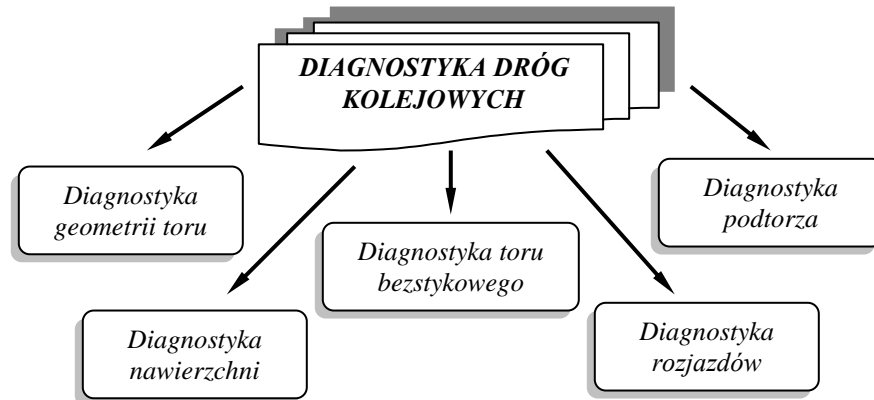 DIAGNOSTYKA DRÓG
KOLEJOWYCH
Diagnostyka
geometrii toru
Diagnostyka
podtorza
Diagnostyka toru
bezstykowego
Diagnostyka
nawierzchni
Diagnostyka
rozjazdów